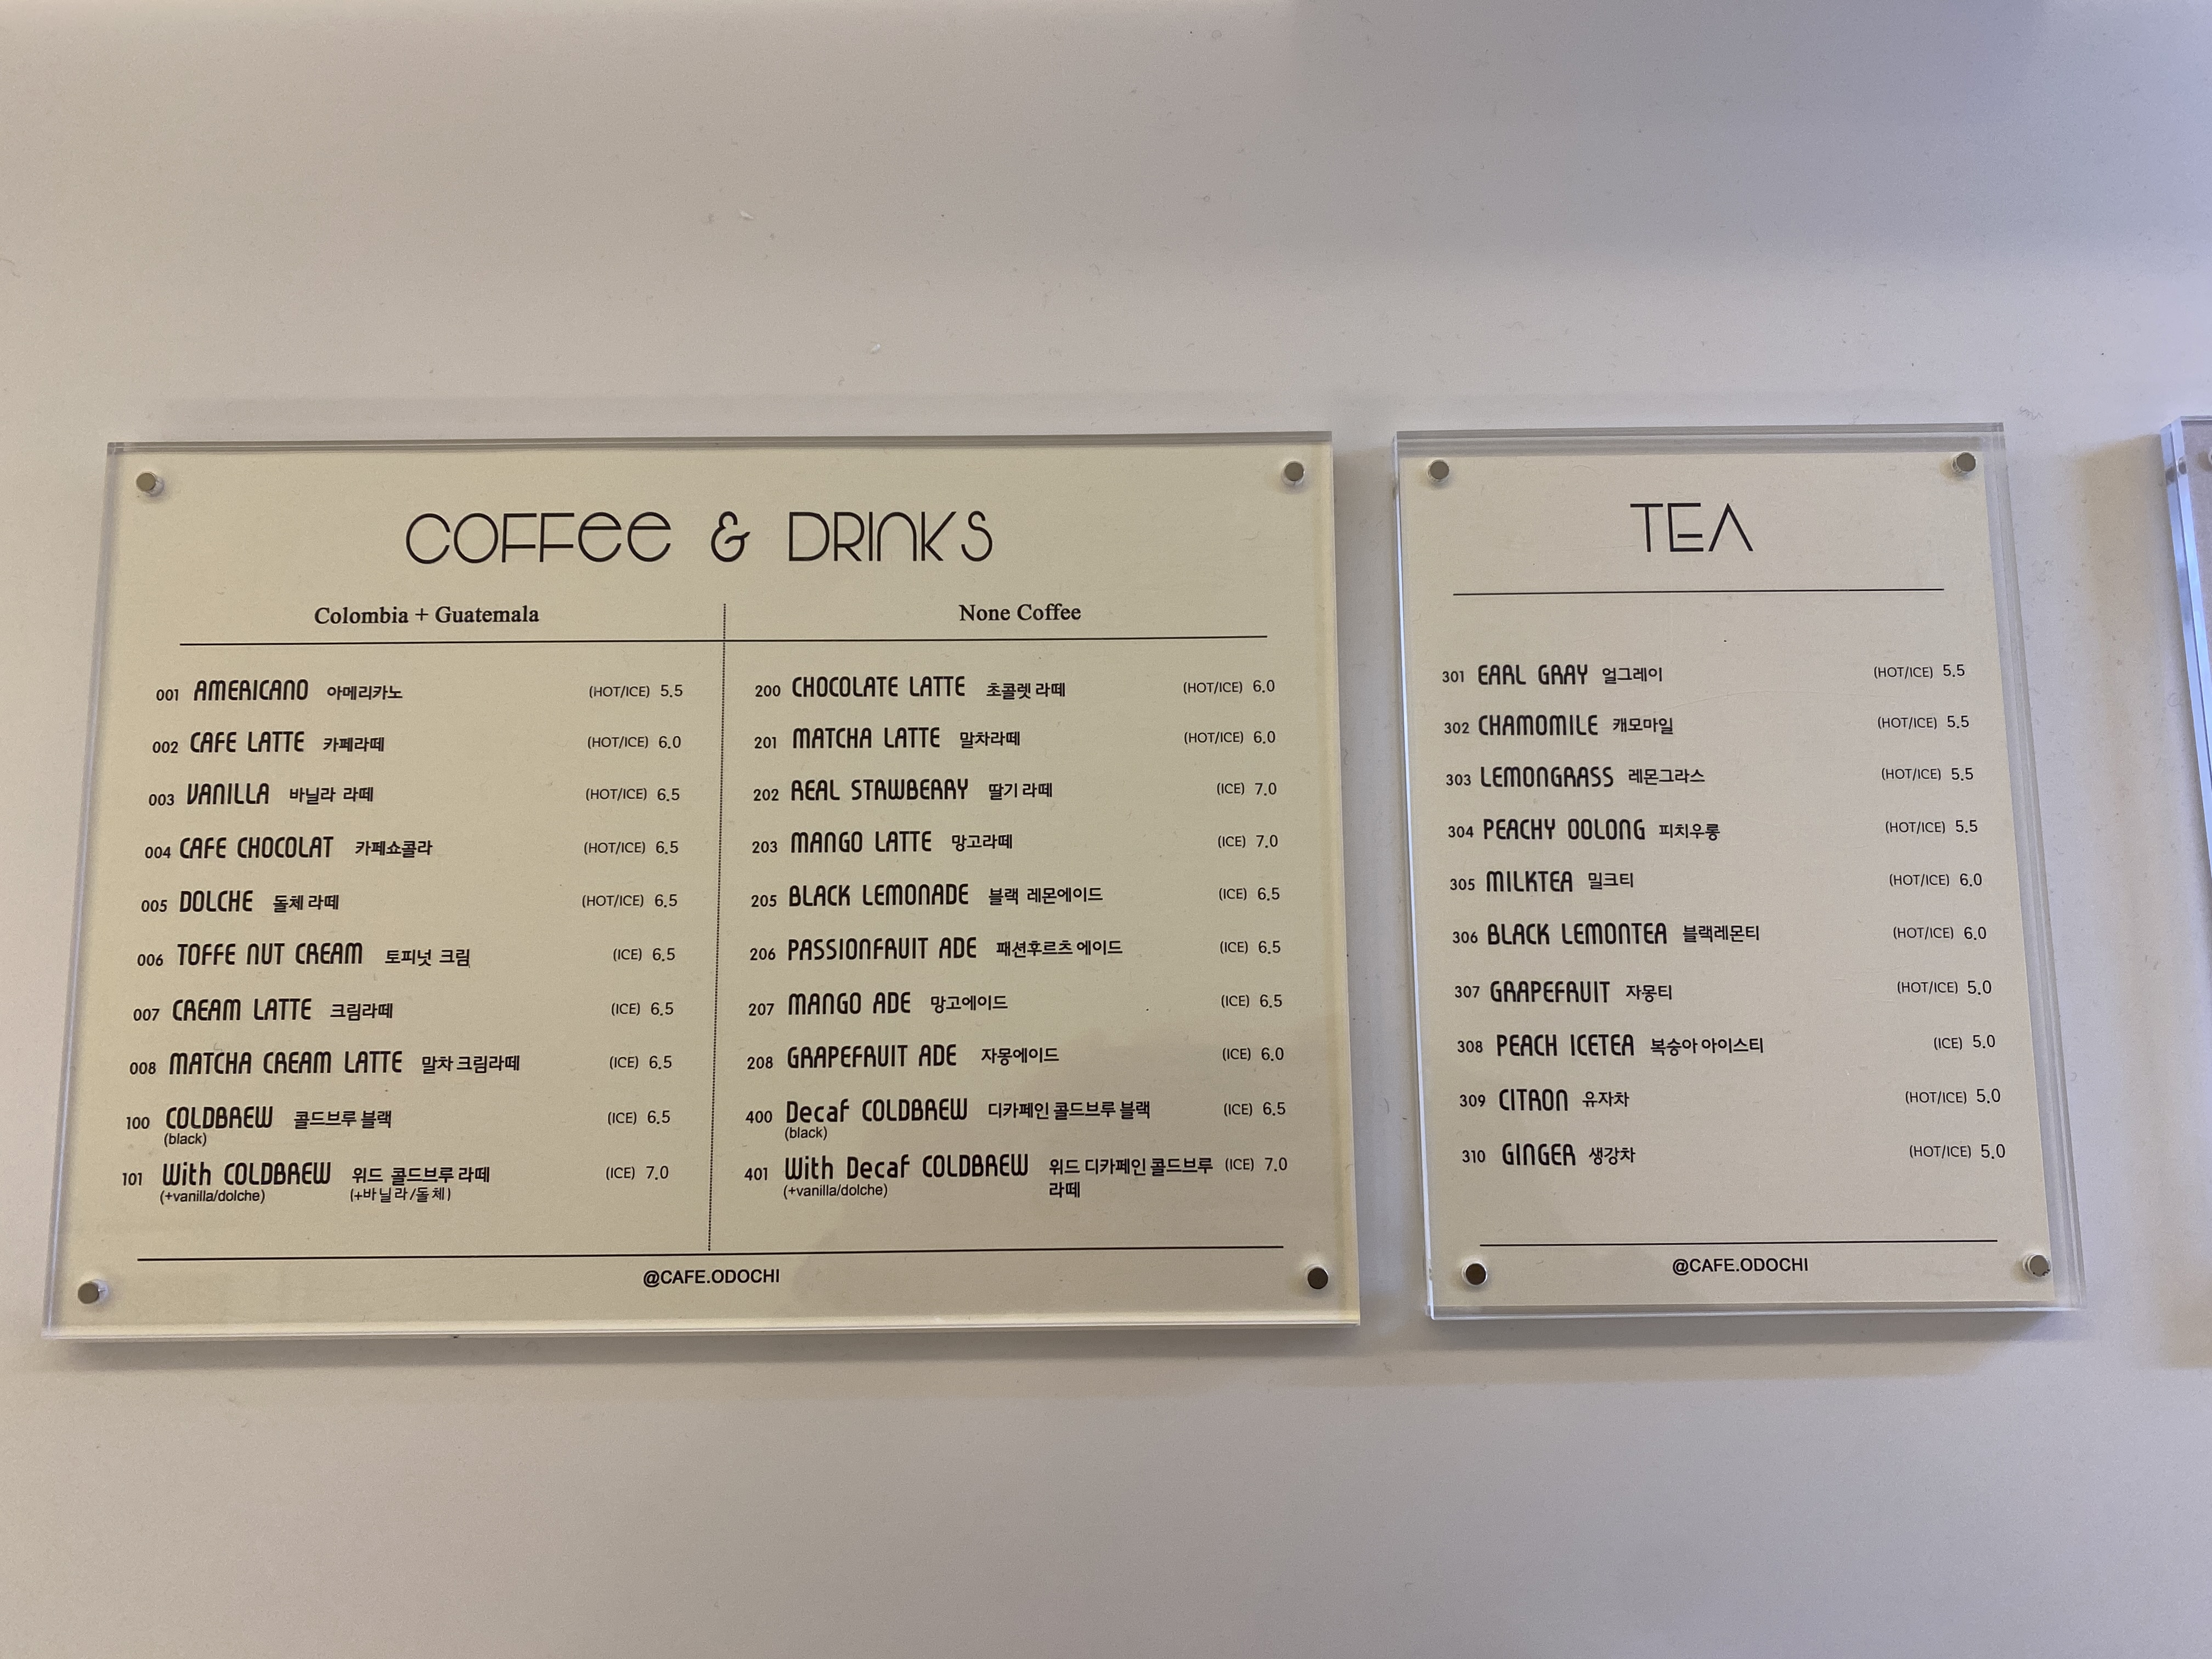 COFFEE & DRINKS
Colombia + Guatemala
001 AMERICANO 아메리카노 (HOT/ICE) 5.5
002 CAFE LATTE 카페라떼 (HOT/ICE) 6.0
003 VANILLA 바닐라 라떼 (HOT/ICE) 6.5
004 CAFE CHOCOLAT 카페쇼콜라 (HOT/ICE) 6.5
005 DOLCHE 돌체 라떼 (HOT/ICE) 6.5
006 TOFFE NUT CREAM 토피넛 크림 (ICE) 6.5
007 CREAM LATTE 크림라떼 (ICE) 6.5
008 MATCHA CREAM LATTE 말차 크림라떼 (ICE) 6.5
100 COLDBREW 콜드브루 블랙 (ICE) 6.5
(black)
101 With COLDBREW 위드 콜드브루 라떼 (ICE) 7.0
(+vanilla/dolche) (+바닐라/돌체)
None Coffee
200 CHOCOLATE LATTE 초콜렛 라떼 (HOT/ICE) 6.0
201 MATCHA LATTE 말차라떼 (HOT/ICE) 6.0
202 REAL STRWBERRY 딸기 라떼 (ICE) 7.0
203 MANGO LATTE 망고라떼 (ICE) 7.0
205 BLACK LEMONADE 블랙 레몬에이드 (ICE) 6.5
206 PASSIONFRUIT ADE 패션후르츠 에이드 (ICE) 6.5
207 MANGO ADE 망고에이드 (ICE) 6.5
208 GRAPEFRUIT ADE 자몽에이드 (ICE) 6.0
400 Decaf COLDBREW 디카페인 콜드브루 블랙 (ICE) 6.5
(black)
401 With Decaf COLDBREW 위드 디카페인 콜드브루 (ICE) 7.0
(+vanilla/dolche) 라떼
@CAFE.ODOCHI
TEA
301 EARL GRAY 얼그레이 (HOT/ICE) 5.5
302 CHAMOMILE 캐모마일 (HOT/ICE) 5.5
303 LEMONGRASS 레몬그라스 (HOT/ICE) 5.5
304 PEACHY OOLONG 피치우롱 (HOT/ICE) 5.5
305 MILKTEA 밀크티 (HOT/ICE) 6.0
306 BLACK LEMONTEA 블랙레몬티 (HOT/ICE) 6.0
307 GRAPEFRUIT 자몽티 (HOT/ICE) 5.0
308 PEACH ICETEA 복숭아 아이스티 (ICE) 5.0
309 CITRON 유자차 (HOT/ICE) 5.0
310 GINGER 생강차 (HOT/ICE) 5.0
@CAFE.ODOCHI